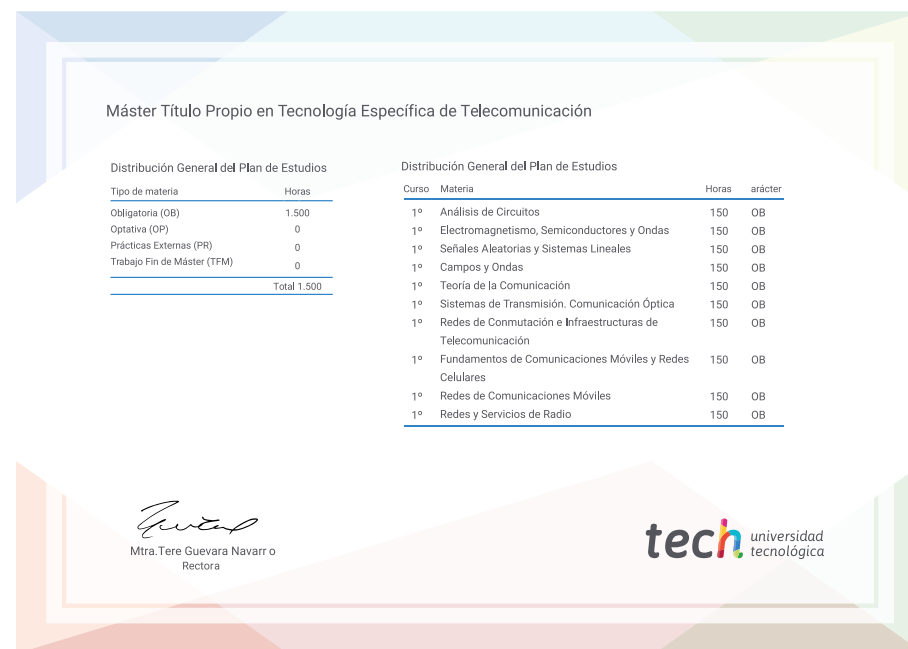 Máster Título Propio en Tecnología Específica de Telecomunicación
Distribución General del Plan de Estudios
Tipo de materia Horas
Obligatoria (OB) 1.500
Optativa (OP) 0
Prácticas Externas (PR) 0
Trabajo Fin de Máster (TFM) 0
Total 1.500
Distribución General del Plan de Estudios
Curso Materia Horas arácter
1º Análisis de Circuitos 150 OB
1º Electromagnetismo, Semiconductores y Ondas 150 OB
1º Señales Aleatorias y Sistemas Lineales 150 OB
1º Campos y Ondas 150 OB
1º Teoría de la Comunicación 150 OB
1º Sistemas de Transmisión. Comunicación Óptica 150 OB
1º Redes de Conmutación e Infraestructuras de 150 OB
Telecomunicación
1º Fundamentos de Comunicaciones Móviles y Redes 150 OB
Celulares
1º Redes de Comunicaciones Móviles 150 OB
1º Redes y Servicios de Radio 150 OB
Mtra.Tere Guevara Navarr o
Rectora
tech universidad
tecnológica